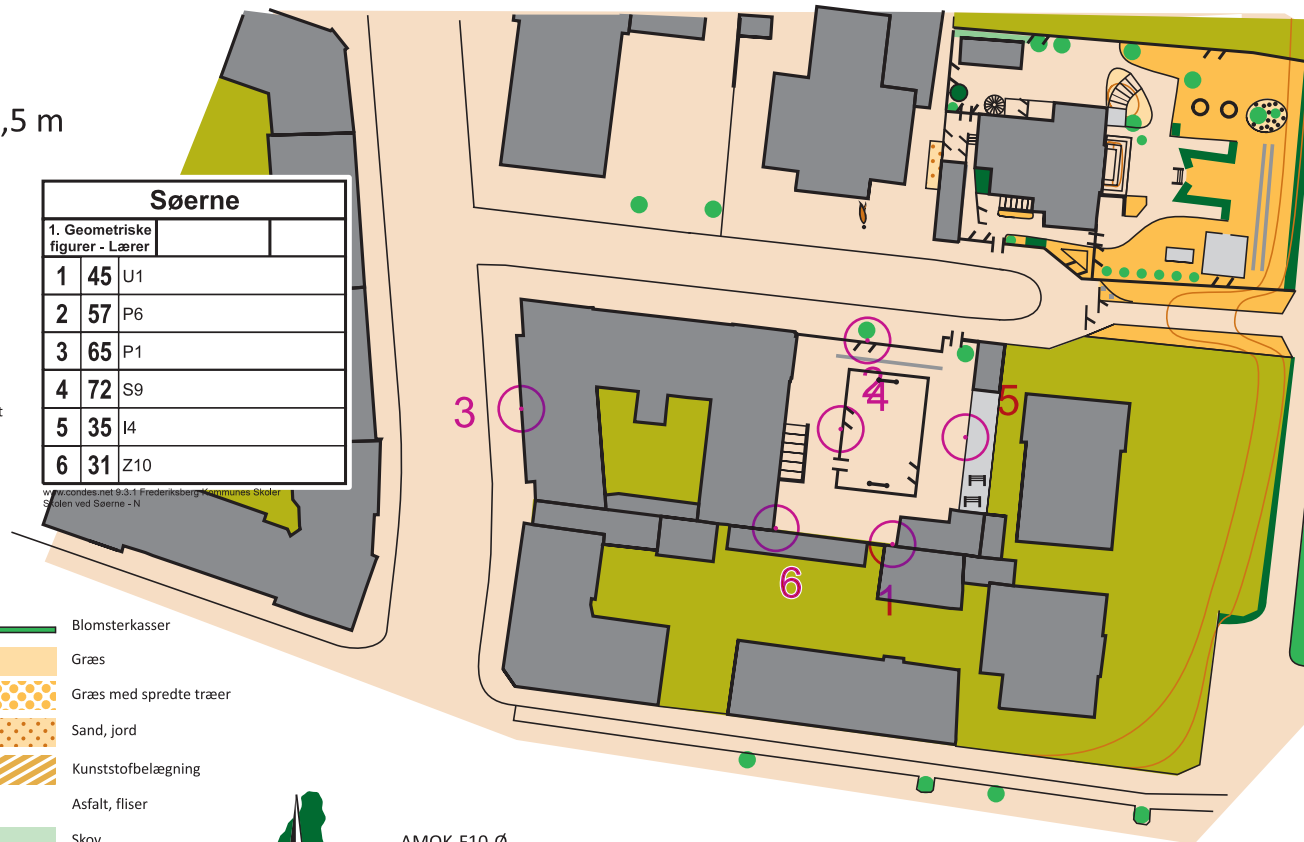 ,5 m
Søerne
1. Geometriske
figurer - Lærer
1 45 U1
2 57 P6
3 65 P1
4 72 S9
5 35 I4
6 31 Z10
www.condes.net 9.3.1 Frederiksberg Kommunes Skoler
Skolen ved Søerne - N
t
2
4
3
5
6
1
Blomsterkasser
Græs
Græs med spredte træer
Sand, jord
Kunststofbelægning
Asfalt, fliser
Skov